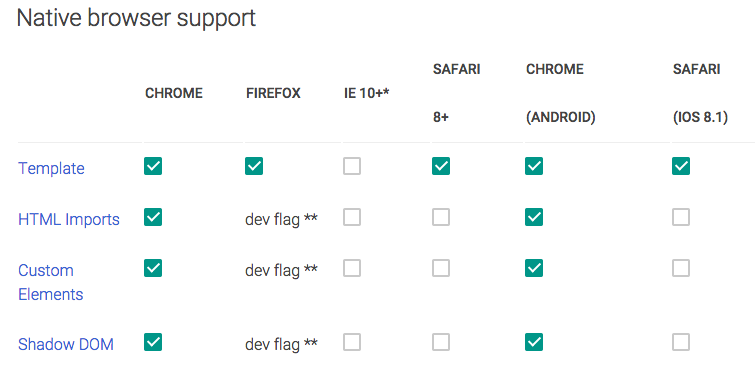 Native browser support
CHROME FIREFOX IE 10+* SAFARI 8+ CHROME (ANDROID) SAFARI (IOS 8.1)
Template
HTML Imports dev flag **
Custom Elements dev flag **
Shadow DOM dev flag **